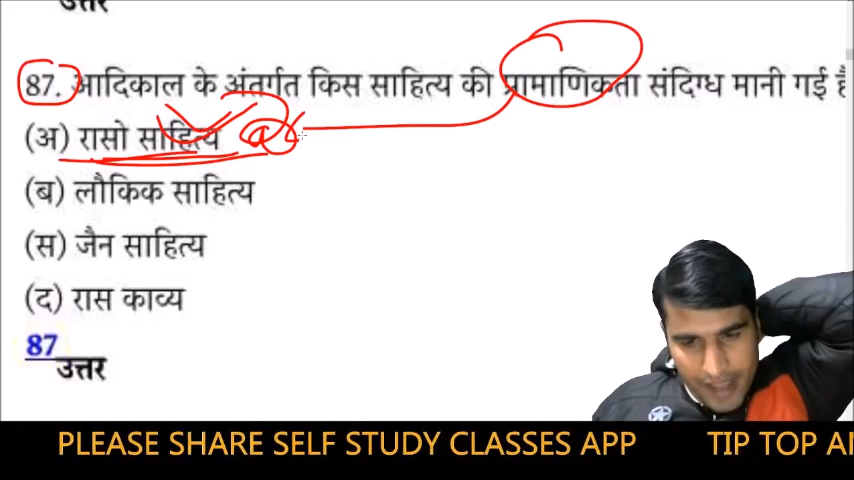 उत्तर
87. आदिकाल के अंतर्गत किस साहित्य की प्रामाणिकता संदिग्ध मानी गई है
(अ) रासो साहित्य a
(ब) लौकिक साहित्य
(स) जैन साहित्य
(द) रास काव्य
87
उत्तर
PLEASE SHARE SELF STUDY CLASSES APP TIP TOP AN